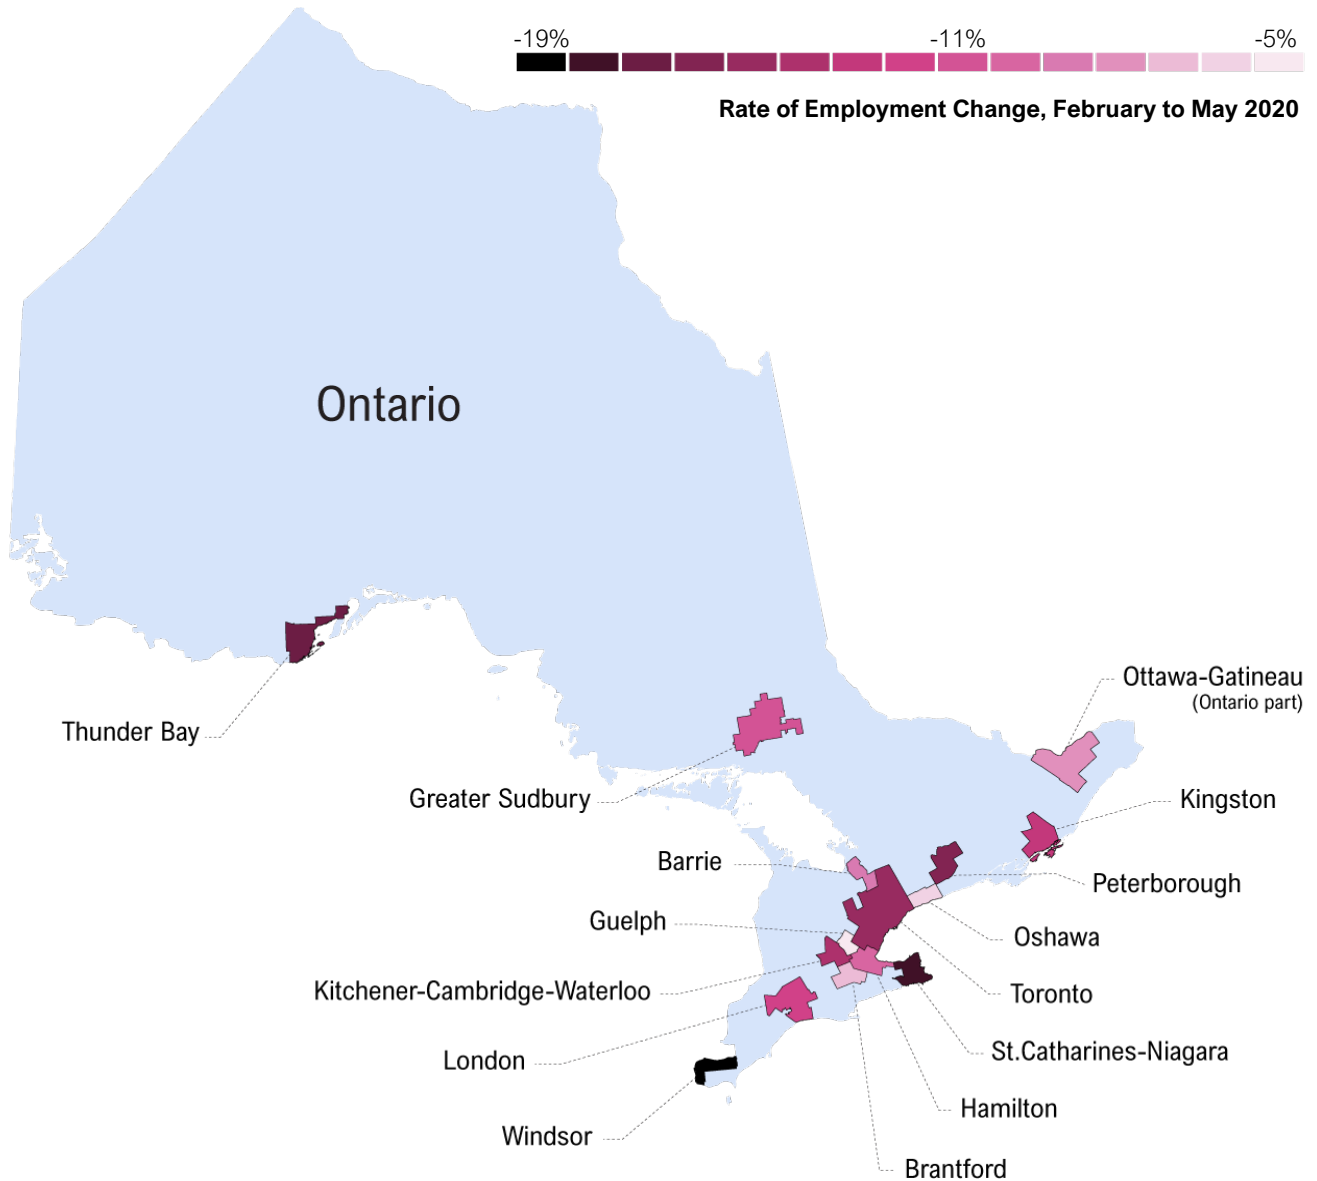 -19%
-11%
-5%
Rate of Employment Change, February to May 2020
Ontario
Ottawa-Gatineau
(Ontario part)
Thunder Bay
Greater Sudbury
Kingston
Barrie
Peterborough
Guelph
Oshawa
Kitchener-Cambridge-Waterloo
Toronto
London
St.Catharines-Niagara
Hamilton
Windsor
Brantford